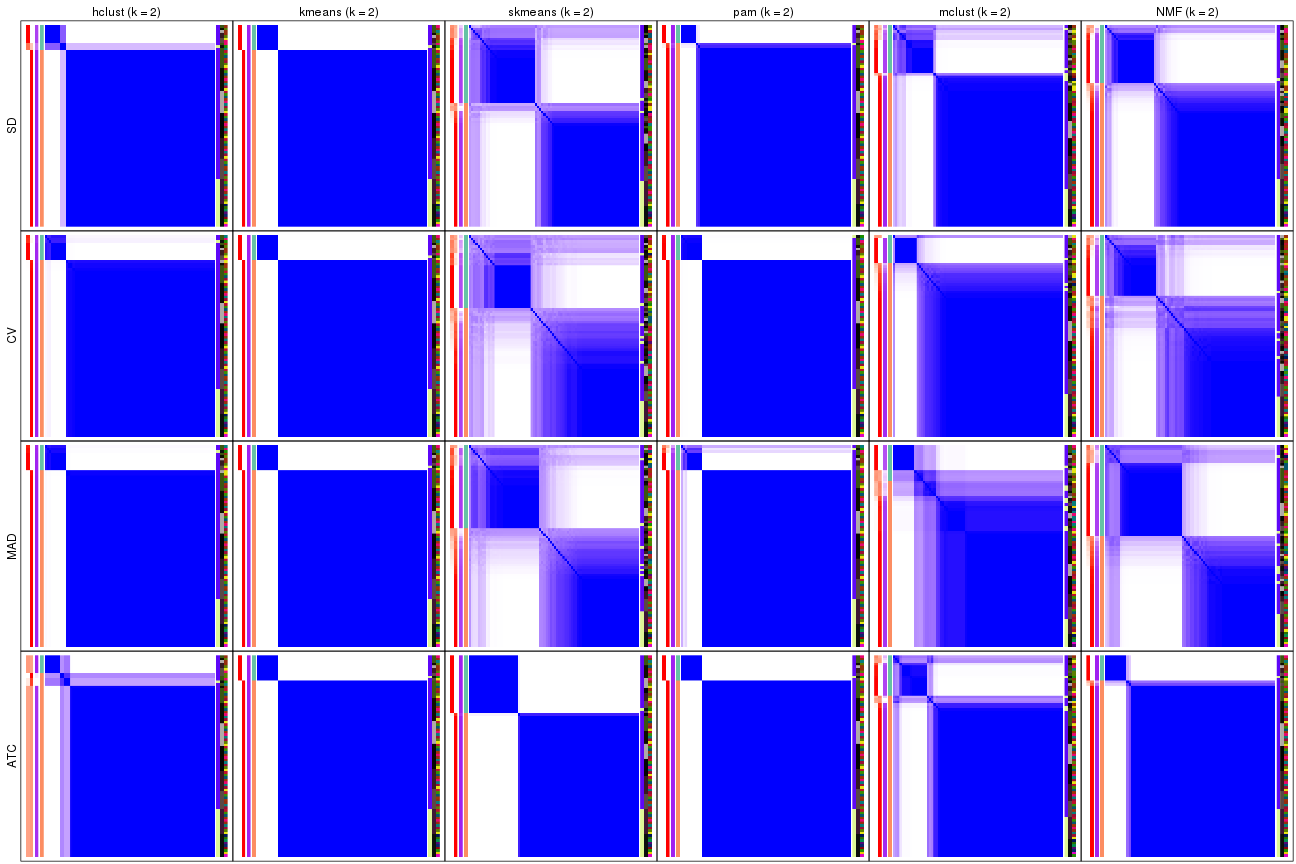 hclust (k = 2) kmeans (k = 2) skmeans (k = 2) pam (k = 2) mclust (k = 2) NMF (k = 2)
SD
CV
MAD
ATC